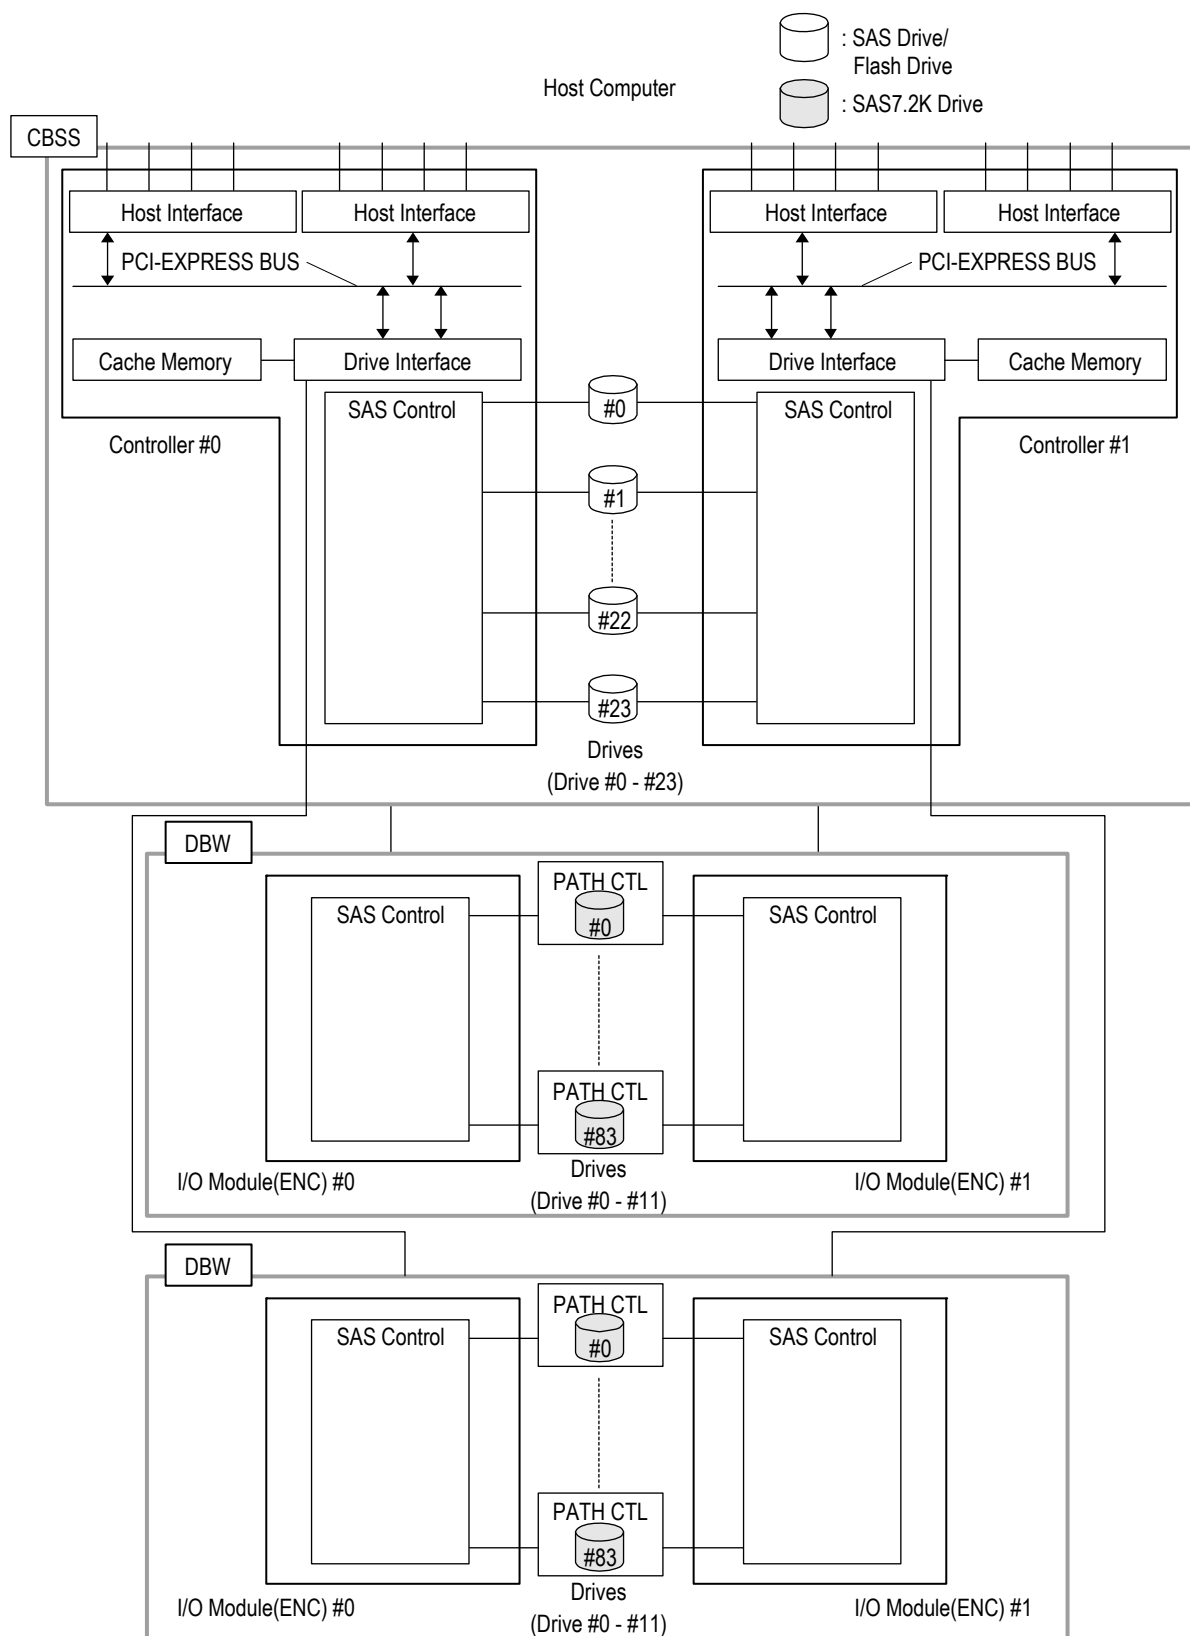 : SAS Drive/
Flash Drive
Host Computer
: SAS7.2K Drive
CBSS
Host Interface
Host Interface
Host Interface
Host Interface
PCI-EXPRESS BUS
PCI-EXPRESS BUS
Cache Memory
Drive Interface
Drive Interface
Cache Memory
SAS Control
#0
SAS Control
Controller #0
Controller #1
#1
#22
#23
Drives
(Drive #0 - #23)
DBW
PATH CTL
SAS Control
#0
SAS Control
PATH CTL
#83
I/O Module(ENC) #0
Drives
(Drive #0 - #11)
I/O Module(ENC) #1
DBW
PATH CTL
SAS Control
#0
SAS Control
PATH CTL
#83
I/O Module(ENC) #0
Drives
(Drive #0 - #11)
I/O Module(ENC) #1